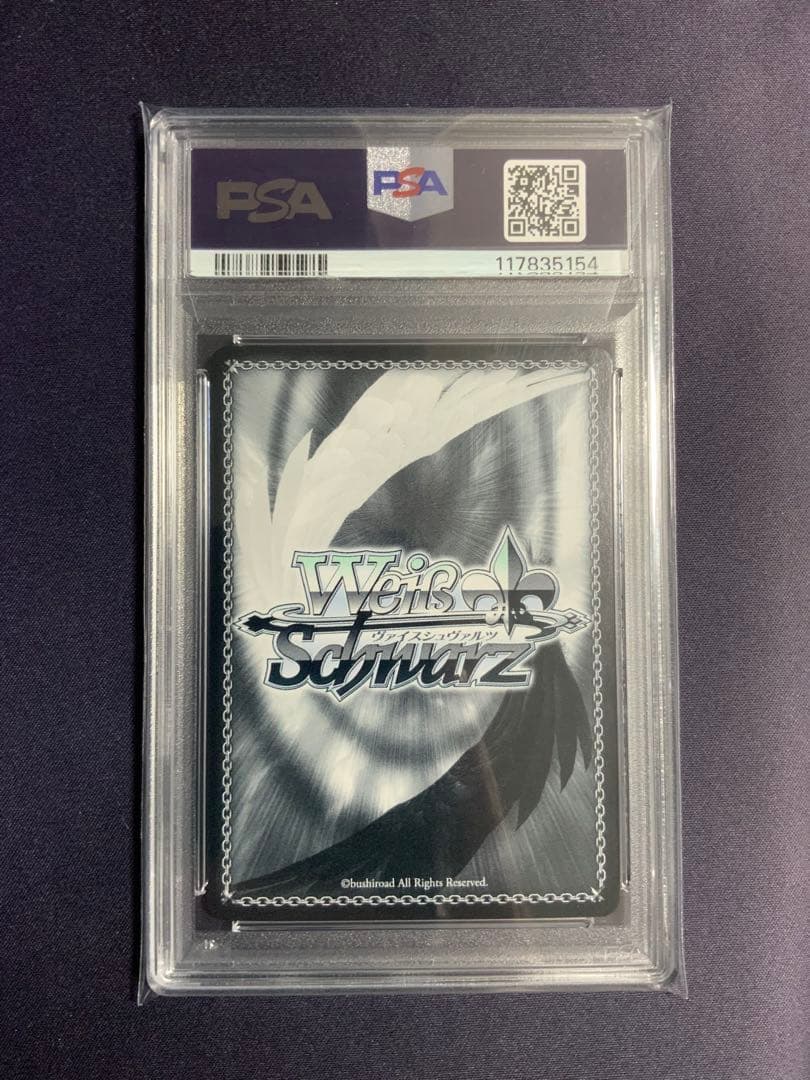 PSA PSA
117835154
Weiß
ヴァイスシュヴァルツ
Schwarz
©bushiroad All Rights Reserved.